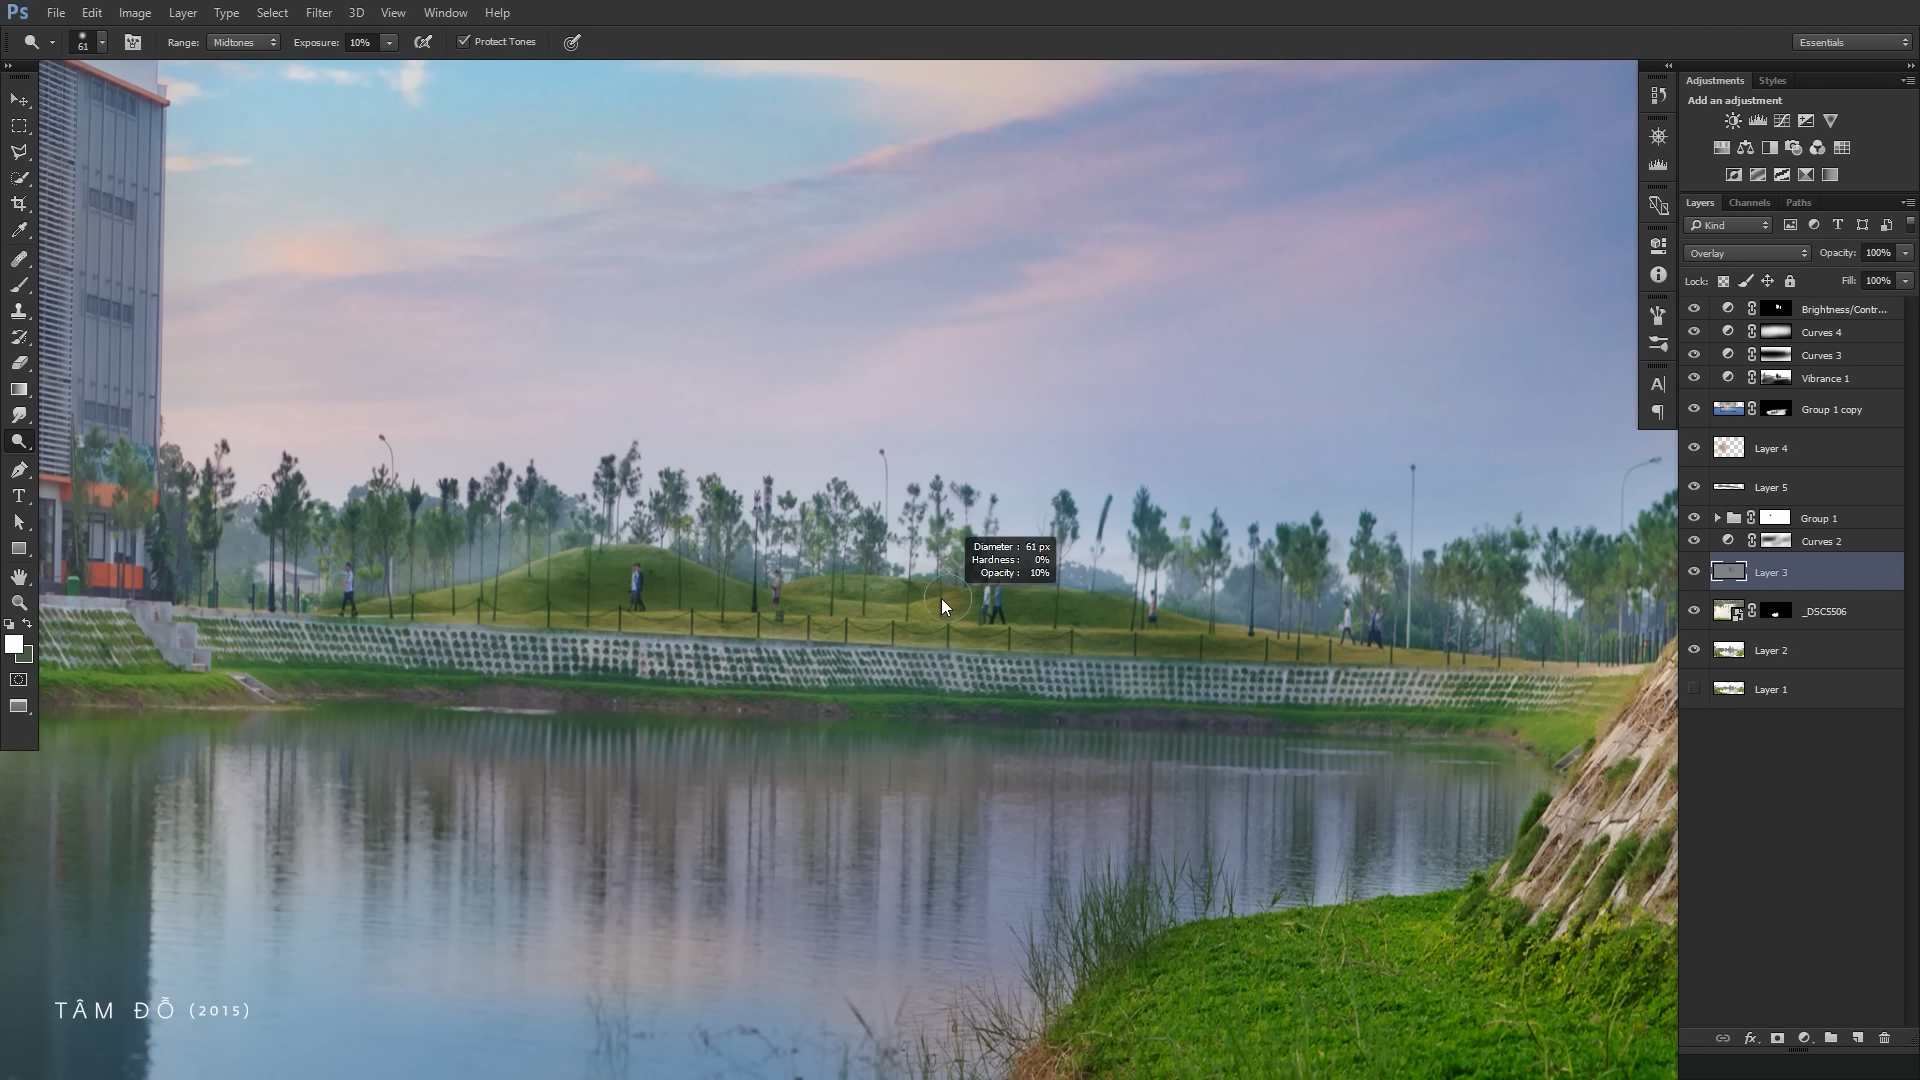 Ps File Edit Image Layer Type Select Filter 3D View Window Help
61 Range: Midtones Exposure: 10% Protect Tones Essentials
Adjustments Styles
Add an adjustment
Layers Channels Paths
Kind T
Overlay Opacity: 100%
Lock: Fill: 100%
Brightness/Contr...
Curves 4
Curves 3
Vibrance 1
Group 1 copy
Layer 4
Layer 5
Group 1
Curves 2
Layer 3
_DSC5506
Layer 2
Layer 1
Diameter : 61 px
Hardness : 0%
Opacity : 10%
T
A
fx
TÂM ĐỖ (2015)